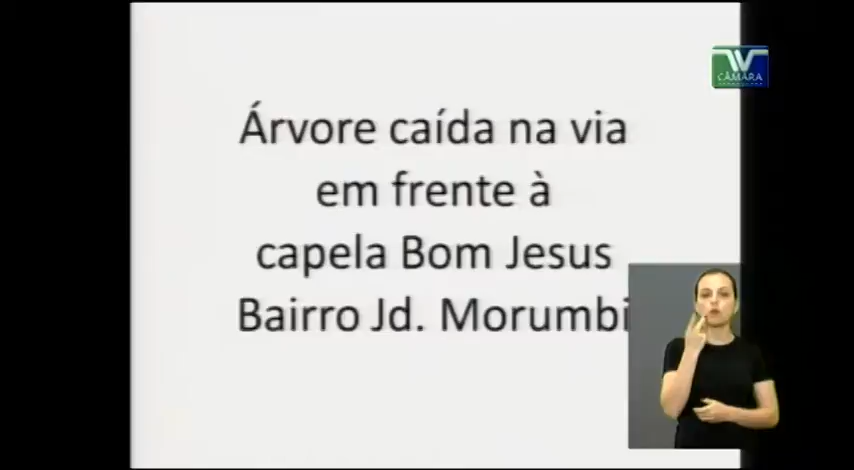 Árvore caída na via
em frente à
capela Bom Jesus
Bairro Jd. Morumbi
TV
CÂMARA